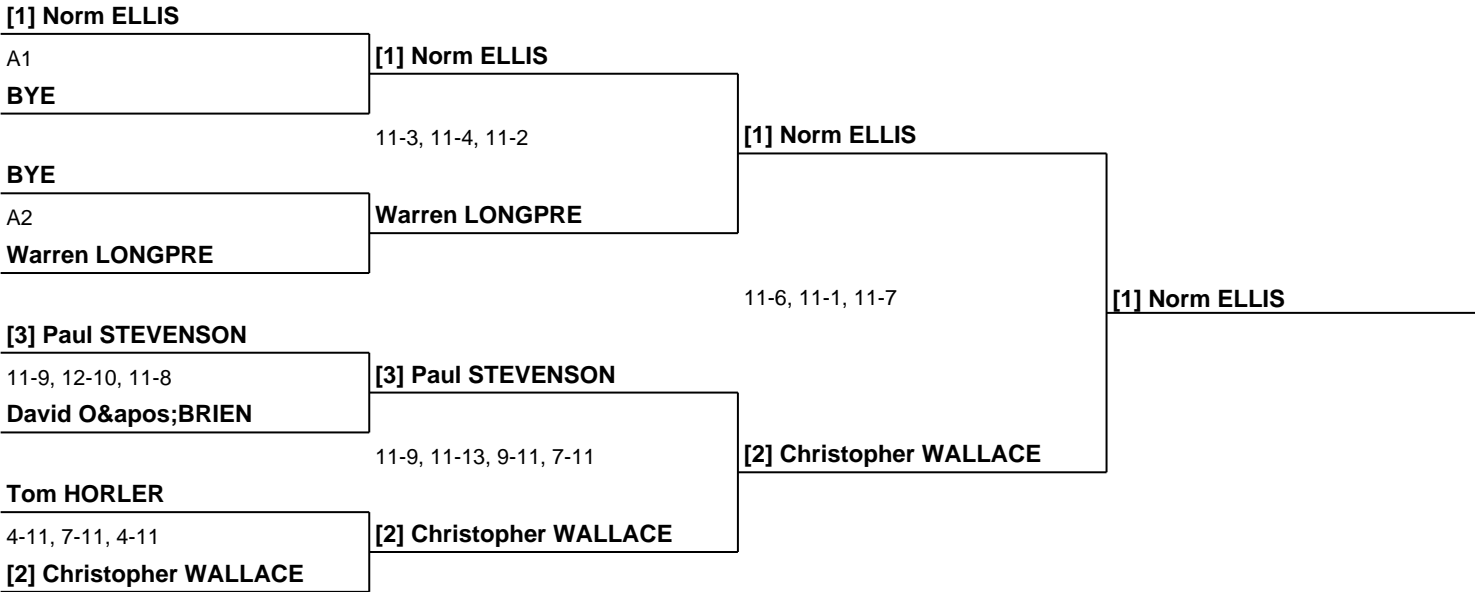 [1] Norm ELLIS
A1
BYE
[1] Norm ELLIS
11-3, 11-4, 11-2
[1] Norm ELLIS
BYE
A2
Warren LONGPRE
Warren LONGPRE
11-6, 11-1, 11-7
[1] Norm ELLIS
[3] Paul STEVENSON
11-9, 12-10, 11-8
David O&apos;BRIEN
[3] Paul STEVENSON
11-9, 11-13, 9-11, 7-11
[2] Christopher WALLACE
Tom HORLER
4-11, 7-11, 4-11
[2] Christopher WALLACE
[2] Christopher WALLACE